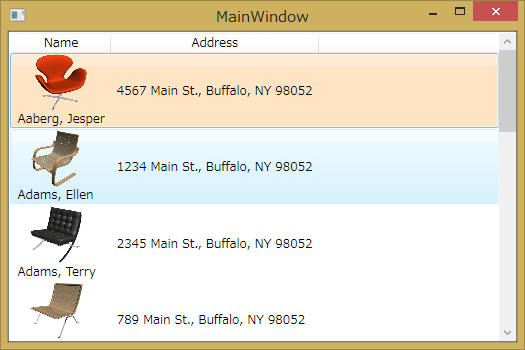 MainWindow
Name Address
4567 Main St., Buffalo, NY 98052
Aaberg, Jesper
1234 Main St., Buffalo, NY 98052
Adams, Ellen
2345 Main St., Buffalo, NY 98052
Adams, Terry
789 Main St., Buffalo, NY 98052